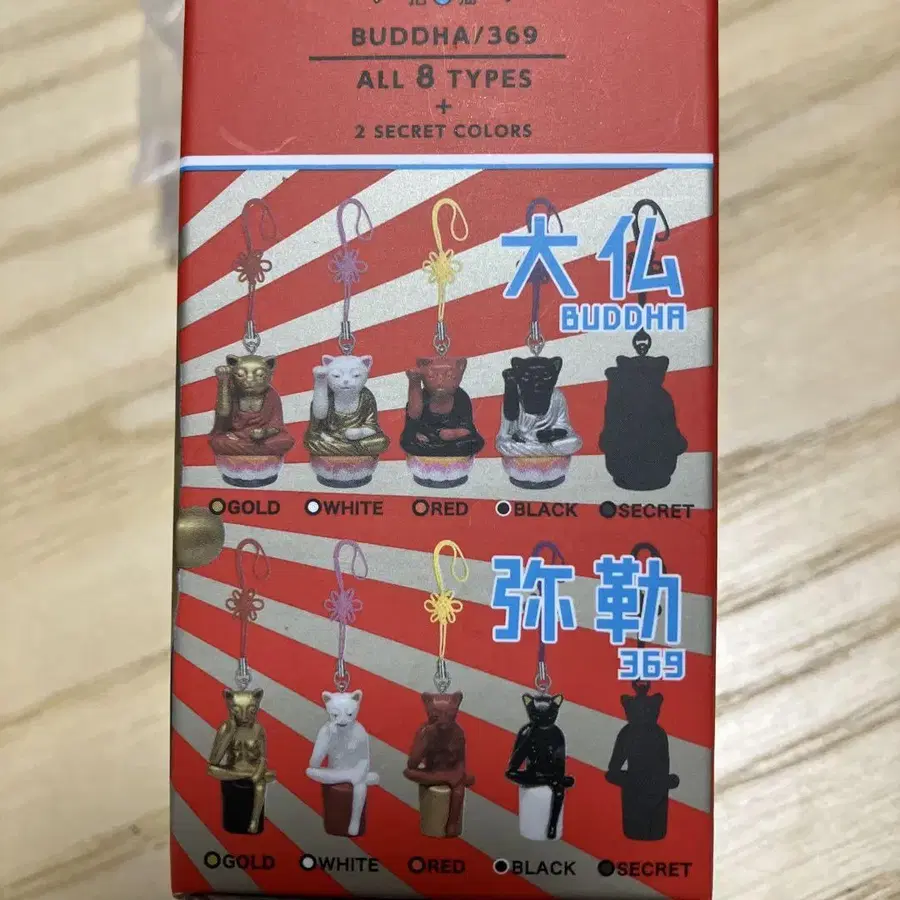 BUDDHA/369
ALL 8 TYPES
+
2 SECRET COLORS
大仏
BUDDHA
GOLD WHITE RED BLACK SECRET
弥勒
369
GOLD WHITE RED BLACK SECRET